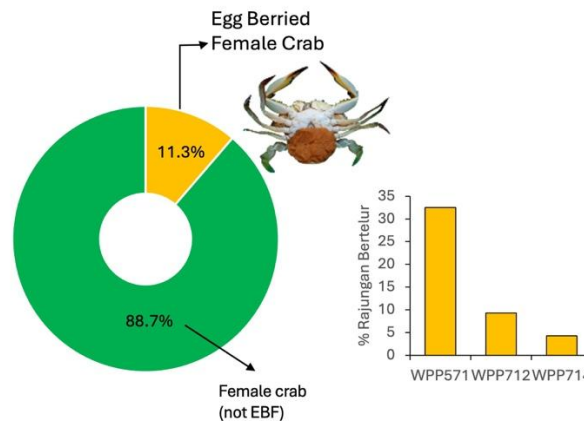 Egg Berried
Female Crab
11.3%
88.7%
Female crab
(not EBF)
% Rajungan Bertelur
35
30
25
20
15
10
5
0
WPP571 WPP712 WPP714